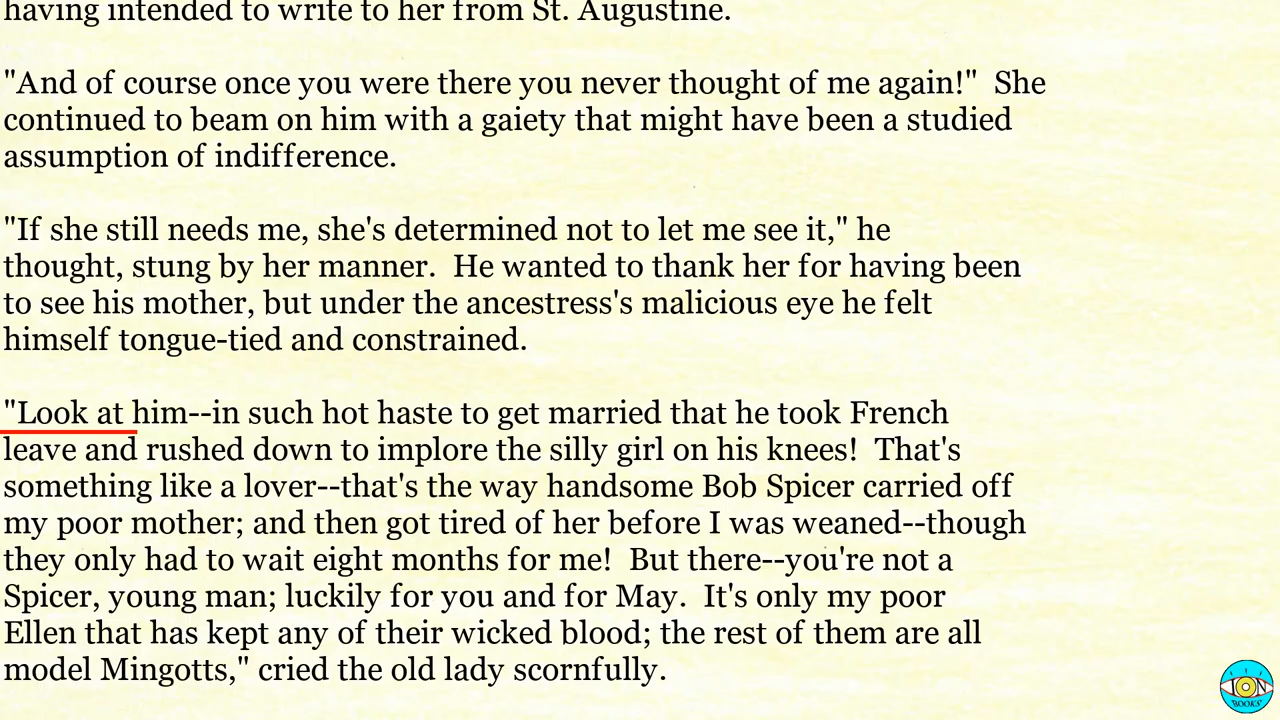 having intended to write to her from St. Augustine.
"And of course once you were there you never thought of me again!"  She
continued to beam on him with a gaiety that might have been a studied
assumption of indifference.
"If she still needs me, she's determined not to let me see it," he
thought, stung by her manner.  He wanted to thank her for having been
to see his mother, but under the ancestress's malicious eye he felt
himself tongue-tied and constrained.
"Look at him--in such hot haste to get married that he took French
leave and rushed down to implore the silly girl on his knees!  That's
something like a lover--that's the way handsome Bob Spicer carried off
my poor mother; and then got tired of her before I was weaned--though
they only had to wait eight months for me!  But there--you're not a
Spicer, young man; luckily for you and for May.  It's only my poor
Ellen that has kept any of their wicked blood; the rest of them are all
model Mingotts," cried the old lady scornfully.
ION
BOOKS